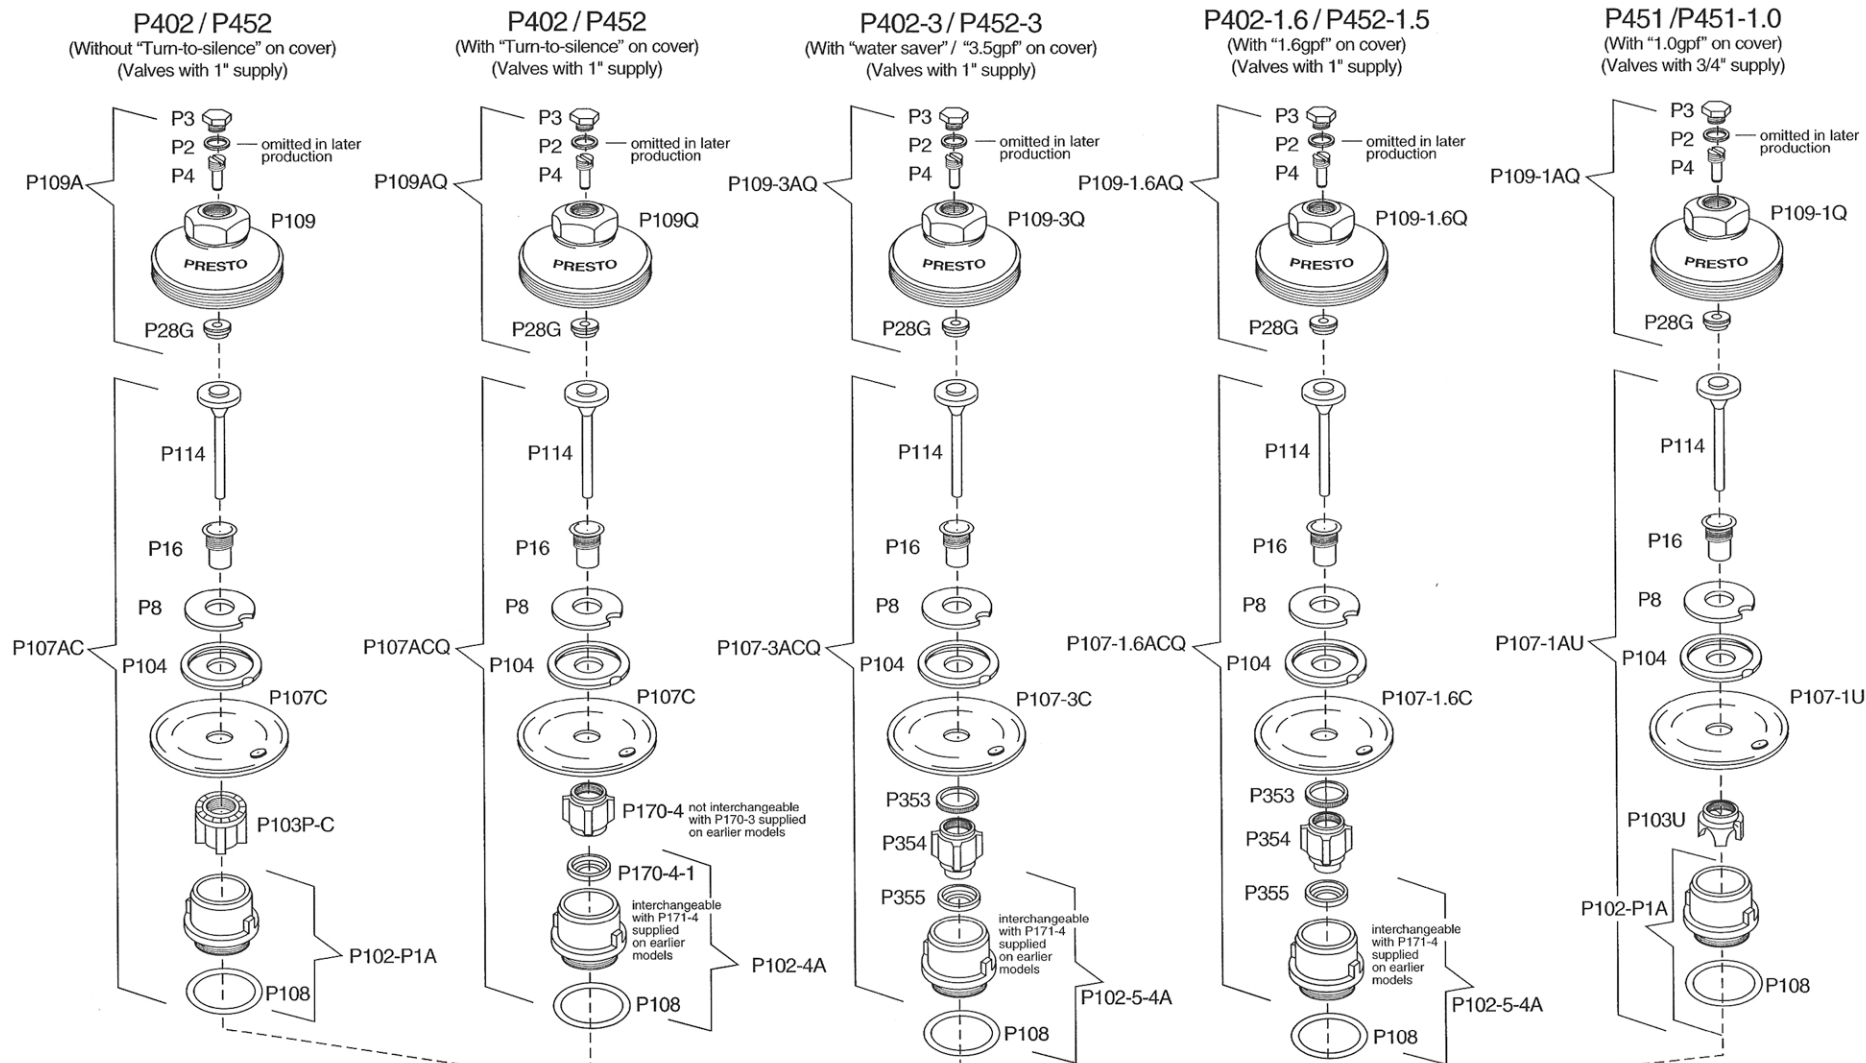 P402 / P452
(Without “Turn-to-silence” on cover)
(Valves with 1" supply)
P3
P2
omitted in later
production
P4
P109A
P109
PRESTO
P28G
P114
P16
P8
P107AC
P104
P107C
P103P-C
P102-P1A
P108
P402 / P452
(With “Turn-to-silence” on cover)
(Valves with 1" supply)
P3
P2
omitted in later
production
P4
P109AQ
P109Q
PRESTO
P28G
P114
P16
P8
P107ACQ
P104
P107C
P170-4
not interchangeable
with P170-3 supplied
on earlier models
P170-4-1
interchangeable
with P171-4
supplied
on earlier
models
P102-4A
P108
P402-3 / P452-3
(With “water saver” / “3.5gpf” on cover)
(Valves with 1" supply)
P3
P2
omitted in later
production
P4
P109-3AQ
P109-3Q
PRESTO
P28G
P114
P16
P8
P107-3ACQ
P104
P107-3C
P353
P354
P355
interchangeable
with P171-4
supplied
on earlier
models
P102-5-4A
P108
P402-1.6 / P452-1.5
(With “1.6gpf” on cover)
(Valves with 1" supply)
P3
P2
omitted in later
production
P4
P109-1.6AQ
P109-1.6Q
PRESTO
P28G
P114
P16
P8
P107-1.6ACQ
P104
P107-1.6C
P353
P354
P355
interchangeable
with P171-4
supplied
on earlier
models
P102-5-4A
P108
P451 /P451-1.0
(With “1.0gpf” on cover)
(Valves with 3/4" supply)
P3
P2
omitted in later
production
P4
P109-1AQ
P109-1Q
PRESTO
P28G
P114
P16
P8
P107-1AU
P104
P107-1U
P103U
P102-P1A
P108